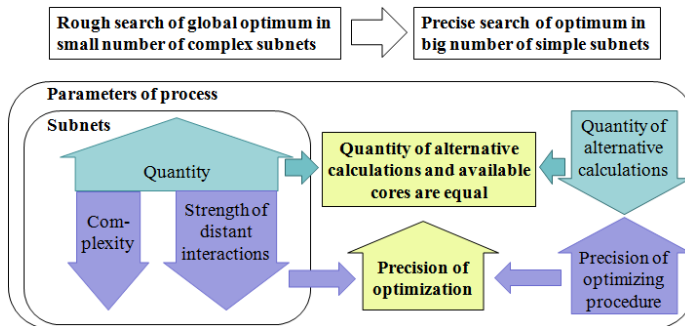 Rough search of global optimum in
small number of complex subnets
Precise search of optimum in
big number of simple subnets
Parameters of process
Subnets
Quantity
Com-
plexity
Strength of
distant
interactions
Quantity of alternative
calculations and available
cores are equal
Precision of
optimization
Quantity of
alternative
calculations
Precision of
optimizing
procedure